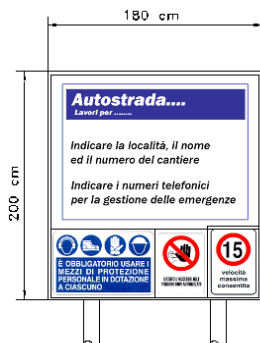 180 cm
200 cm
Autostrada....
Lavori per ........
Indicare la località, il nome
ed il numero del cantiere
Indicare i numeri telefonici
per la gestione delle emergenze
È OBBLIGATORIO USARE I
MEZZI DI PROTEZIONE
PERSONALE IN DOTAZIONE
A CIASCUNO
15
velocità
massima
consentita